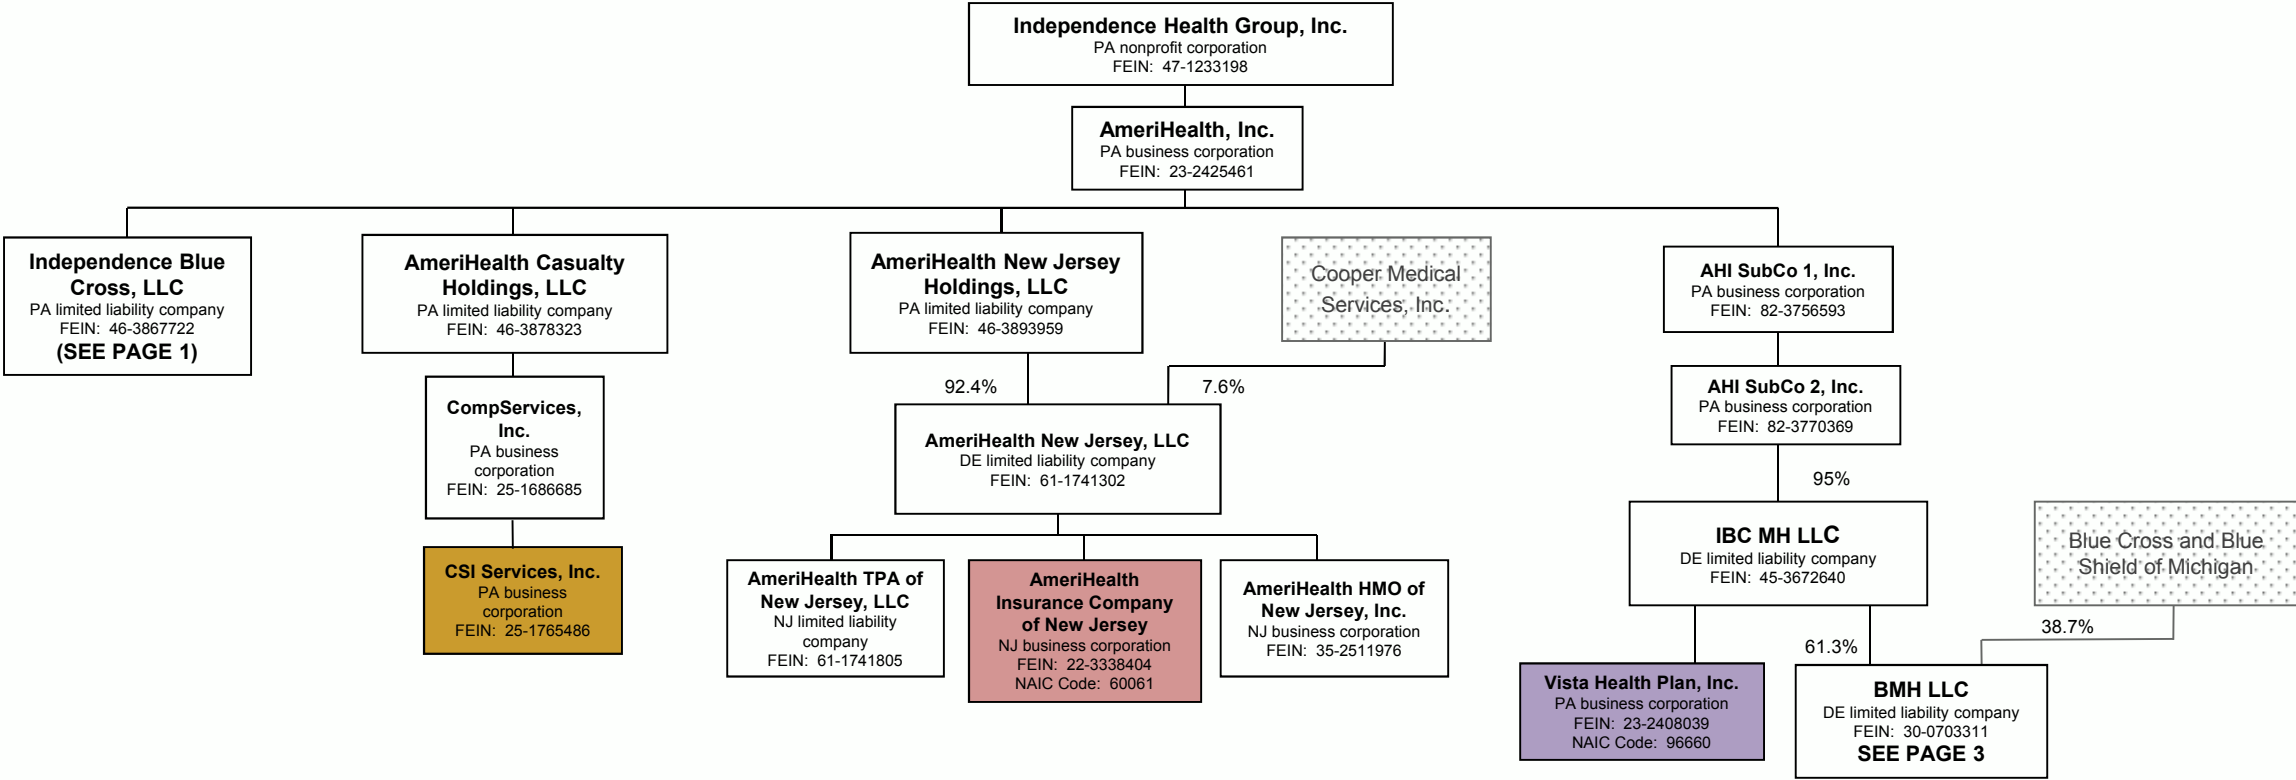 Independence Health Group, Inc.
PA nonprofit corporation
FEIN: 47-1233198
AmeriHealth, Inc.
PA business corporation
FEIN: 23-2425461
Independence Blue
Cross, LLC
PA limited liability company
FEIN: 46-3867722
(SEE PAGE 1)
AmeriHealth Casualty
Holdings, LLC
PA limited liability company
FEIN: 46-3878323
AmeriHealth New Jersey
Holdings, LLC
PA limited liability company
FEIN: 46-3893959
Cooper Medical
Services, Inc.
AHI SubCo 1, Inc.
PA business corporation
FEIN: 82-3756593
92.4%
7.6%
CompServices,
Inc.
PA business
corporation
FEIN: 25-1686685
AmeriHealth New Jersey, LLC
DE limited liability company
FEIN: 61-1741302
AHI SubCo 2, Inc.
PA business corporation
FEIN: 82-3770369
95%
CSI Services, Inc.
PA business
corporation
FEIN: 25-1765486
AmeriHealth TPA of
New Jersey, LLC
NJ limited liability
company
FEIN: 61-1741805
AmeriHealth
Insurance Company
of New Jersey
NJ business corporation
FEIN: 22-3338404
NAIC Code: 60061
AmeriHealth HMO of
New Jersey, Inc.
NJ business corporation
FEIN: 35-2511976
IBC MH LLC
DE limited liability company
FEIN: 45-3672640
Blue Cross and Blue
Shield of Michigan
61.3%
38.7%
Vista Health Plan, Inc.
PA business corporation
FEIN: 23-2408039
NAIC Code: 96660
BMH LLC
DE limited liability company
FEIN: 30-0703311
SEE PAGE 3